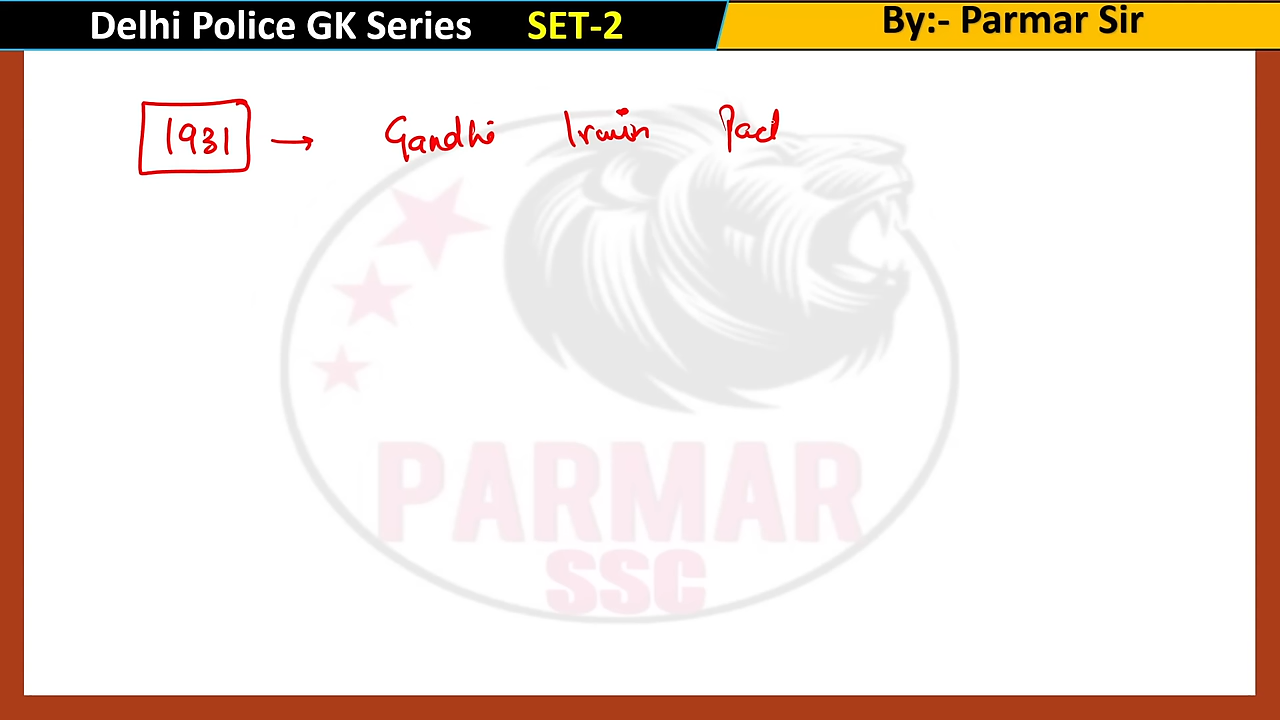 Delhi Police GK Series SET-2 By:- Parmar Sir
1931 → Gandhi Irwin Pact
PARMAR
SSC